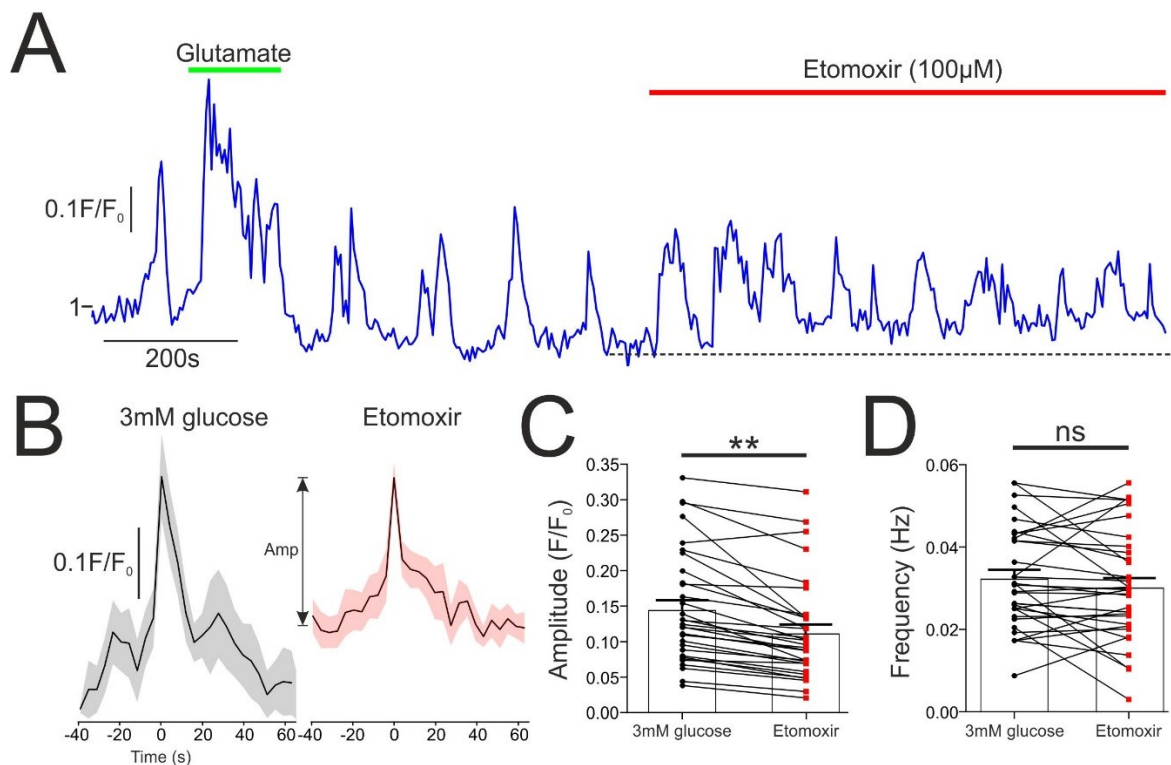 A
Glutamate
Etomoxir (100µM)
0.1F/F0
1
200s
B
3mM glucose
Etomoxir
0.1F/F0
Amp
-40 -20 0 20 40 60
-40 -20 0 20 40 60
Time (s)
C
**
Amplitude (F/F0)
0.35
0.30
0.25
0.20
0.15
0.10
0.05
0.00
3mM glucose
Etomoxir
D
ns
Frequency (Hz)
0.06
0.04
0.02
0.00
3mM glucose
Etomoxir